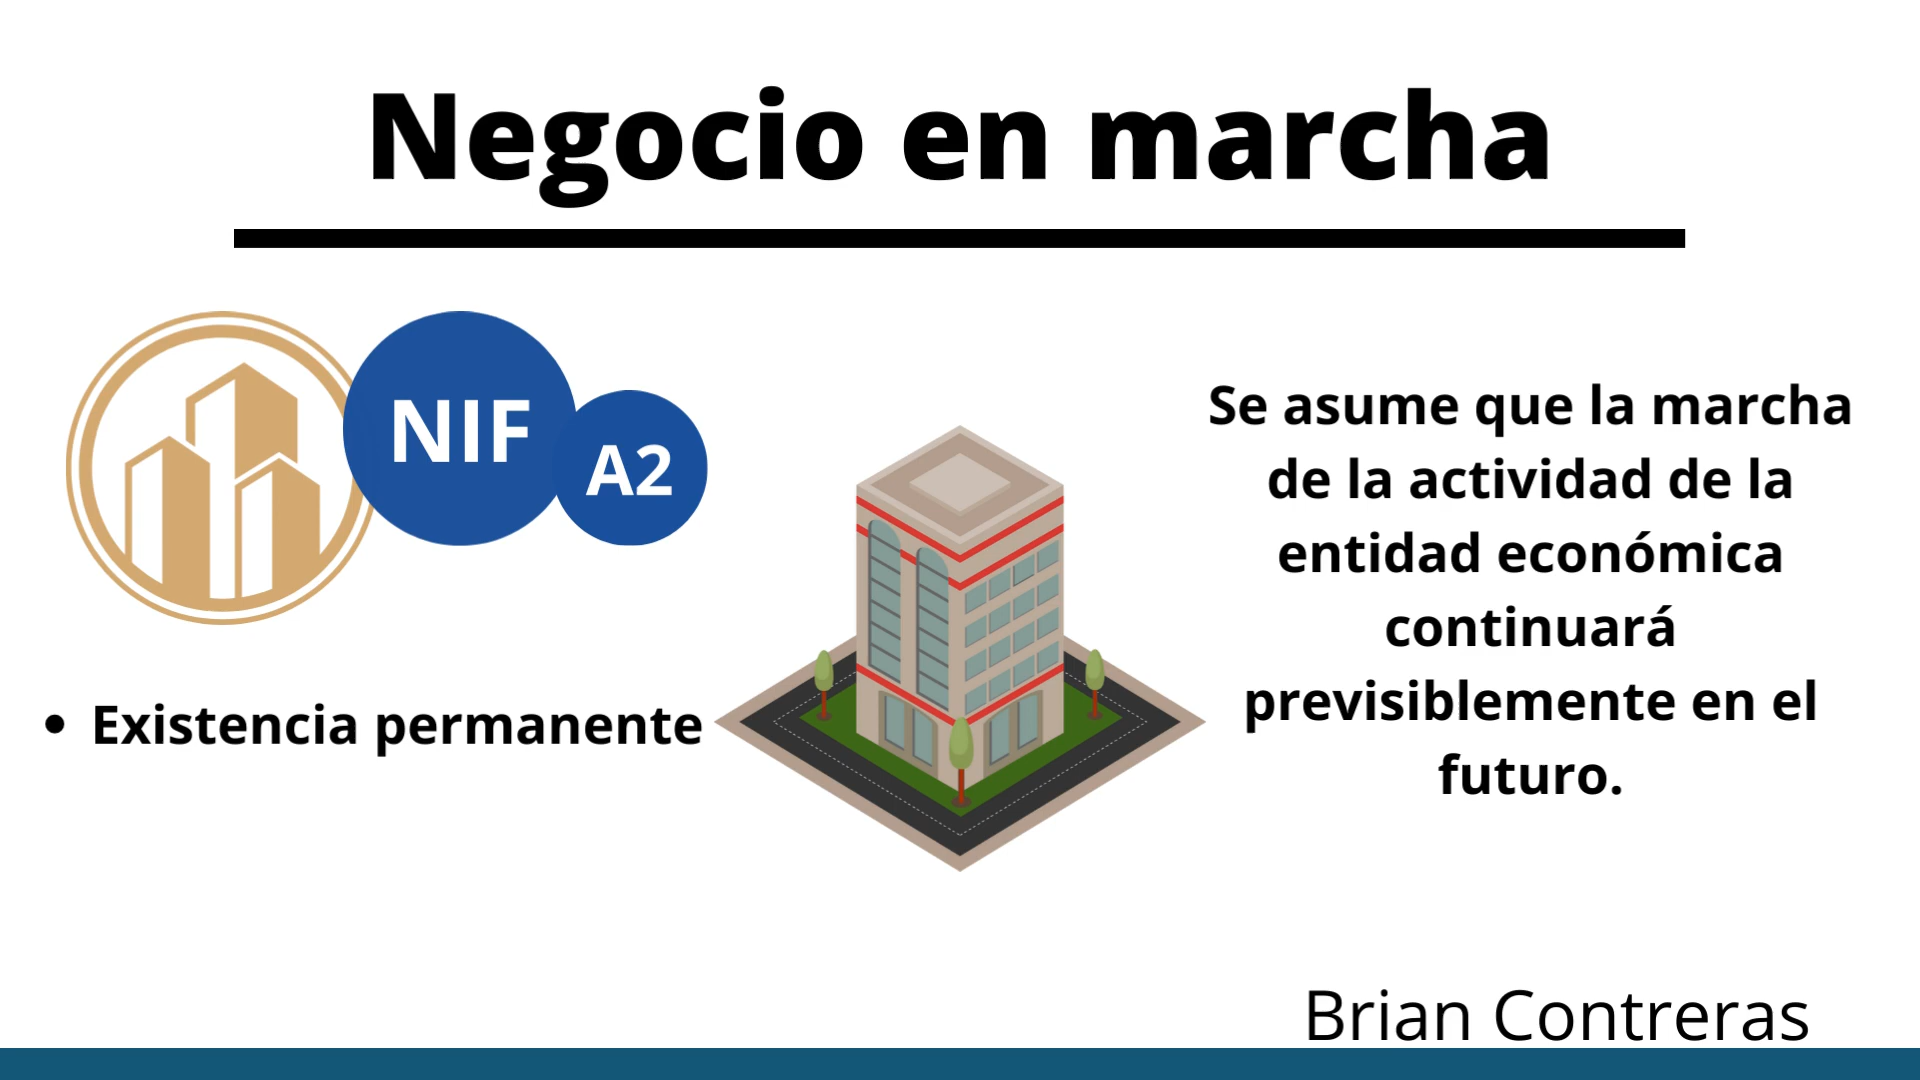 Negocio en marcha
NIF
A2
• Existencia permanente
Se asume que la marcha
de la actividad de la
entidad económica
continuará
previsiblemente en el
futuro.
Brian Contreras